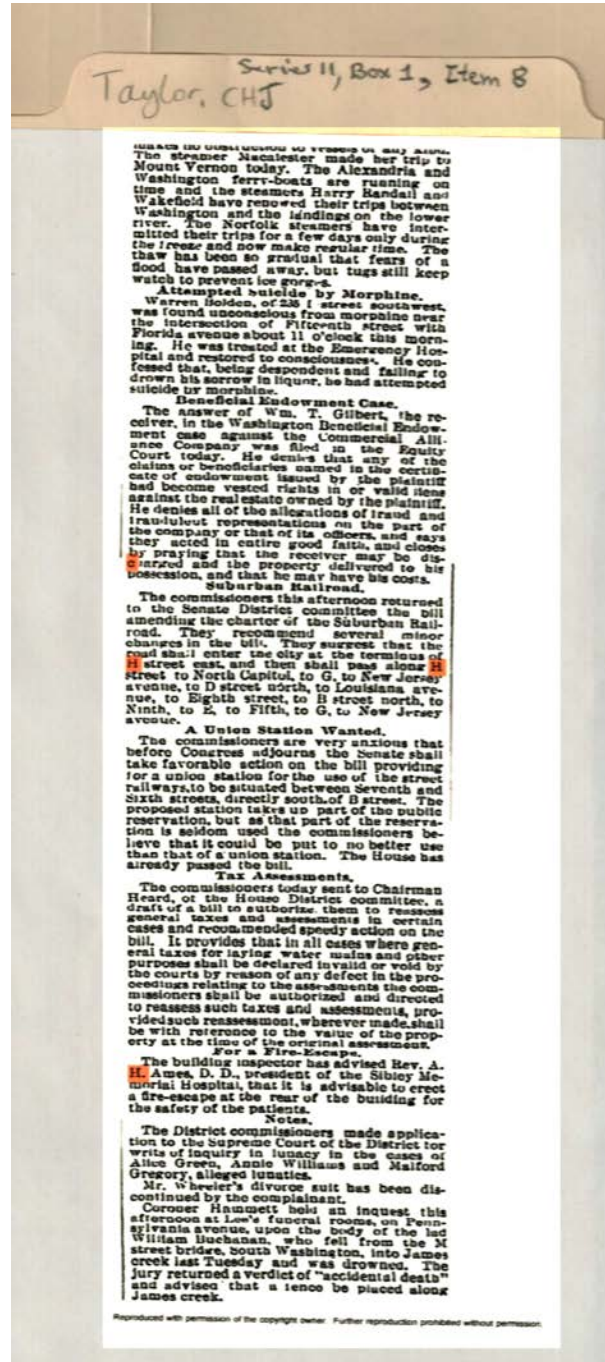 Series II, Box 1, Item 8
Taylor, CHJ
makes no obstruction to vessels of any kind.
The steamer Macalester made her trip to
Mount Vernon today. The Alexandria and
Washington ferry-boats are running on
time and the steamers Harry Randall and
Wakefield have renewed their trips between
Washington and the landings on the lower
river. The Norfolk steamers have inter-
mitted their trips for a few days only during
the freeze and now make regular time. The
thaw has been so gradual that fears of a
flood have passed away, but tugs still keep
watch to prevent ice gorges.
Attempted Suicide by Morphine.
Warren Bolden, of 235 I street southwest,
was found unconscious from morphine near
the intersection of Fifteenth street with
Florida avenue about 11 o'clock this morn-
ing. He was treated at the Emergency Hos-
pital and restored to consciousness. He con-
fessed that, being despondent and failing to
drown his sorrow in liquor, he had attempted
suicide by morphine.
Beneficial Endowment Case.
The answer of Wm. T. Gilbert, the re-
ceiver, in the Washington Beneficial Endow-
ment case against the Commercial Alli-
ance Company was filed in the Equity
Court today. He denies that any of the
claims or beneficiaries named in the certifi-
cate of endowment issued by the plaintiff
had become vested rights in or valid liens
against the real estate owned by the plaintiff.
He denies all of the allegations of fraud and
fraudulent representations on the part of
the company or that of its officers, and says
they acted in entire good faith, and closes
by praying that the receiver may be dis-
charged and the property delivered to his
possession, and that he may have his costs.
Suburban Railroad.
The commissioners this afternoon returned
to the Senate District committee the bill
amending the charter of the Suburban Rail-
road. They recommend several minor
changes in the bill. They suggest that the
road shall enter the city at the terminus of
H street east, and then shall pass along H
street to North Capitol, to G, to New Jersey
avenue, to D street north, to Louisiana ave-
nue, to Eighth street, to B street north, to
Ninth, to E, to Fifth, to G, to New Jersey
avenue.
A Union Station Wanted.
The commissioners are very anxious that
before Congress adjourns the Senate shall
take favorable action on the bill providing
for a union station for the use of the street
railways, to be situated between Seventh and
Sixth streets, directly south of B street. The
proposed station takes up part of the public
reservation, but as that part of the reserva-
tion is seldom used the commissioners be-
lieve that it could be put to no better use
than that of a union station. The House has
already passed the bill.
Tax Assessments.
The commissioners today sent to Chairman
Heard, of the House District committee, a
draft of a bill to authorize them to reassess
general taxes and assessments in certain
cases and recommended speedy action on the
bill. It provides that in all cases where gen-
eral taxes for laying water mains and other
purposes shall be declared invalid or void by
the courts by reason of any defect in the pro-
ceedings relating to the assessments the com-
missioners shall be authorized and directed
to reassess such taxes and assessments, pro-
vided such reassessment, wherever made, shall
be with reference to the value of the prop-
erty at the time of the original assessment.
For a Fire-Escape.
The building inspector has advised Rev. A.
H. Ames, D. D., president of the Sibley Me-
morial Hospital, that it is advisable to erect
a fire-escape at the rear of the building for
the safety of the patients.
Notes.
The District commissioners made applica-
tion to the Supreme Court of the District for
writs of inquiry in lunacy in the cases of
Alice Green, Annie Williams and Malford
Gregory, alleged lunatics.
Mr. Wheeler's divorce suit has been dis-
continued by the complainant.
Coroner Hammett held an inquest this
afternoon at Lee's funeral rooms, on Penn-
sylvania avenue, upon the body of the lad
William Buchanan, who fell from the M
street bridge, South Washington, into James
creek last Tuesday and was drowned. The
jury returned a verdict of "accidental death"
and advised that a fence be placed along
James creek.
Reproduced with permission of the copyright owner. Further reproduction prohibited without permission.